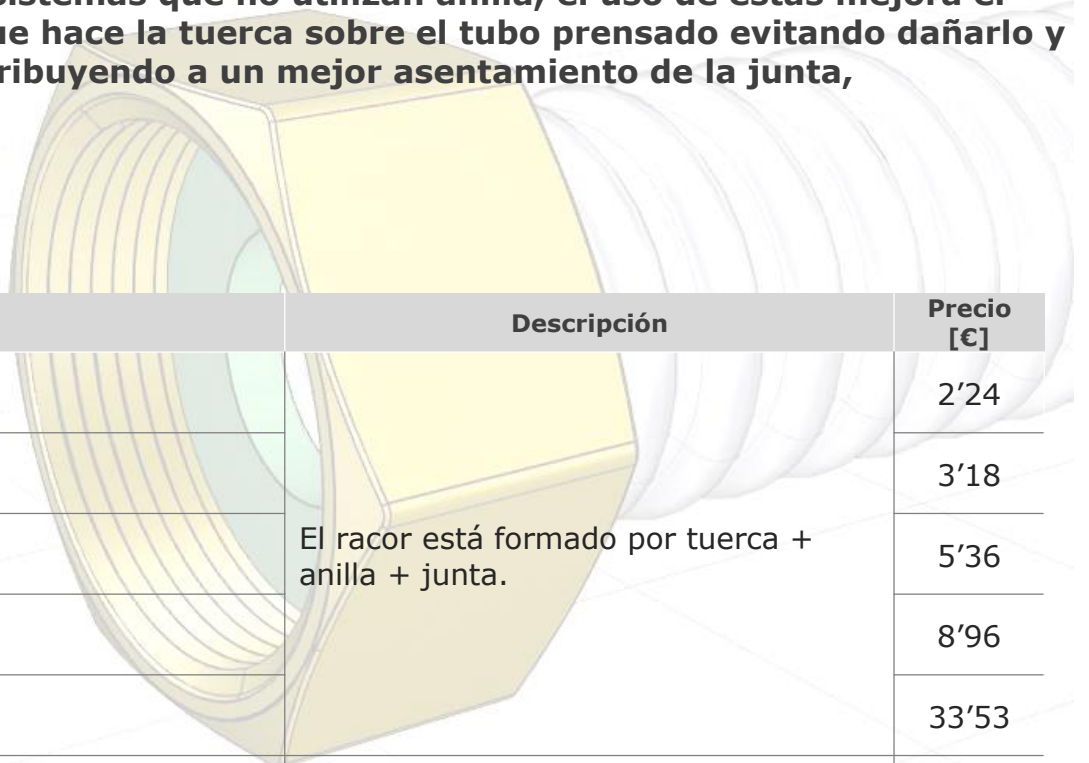 sistemas que no utilizan anilla, el uso de estas mejora el
que hace la tuerca sobre el tubo prensado evitando dañarlo y
ribuyendo a un mejor asentamiento de la junta,
Descripción
Precio
[€]
2’24
3’18
El racor está formado por tuerca +
anilla + junta.
5’36
8’96
33’53